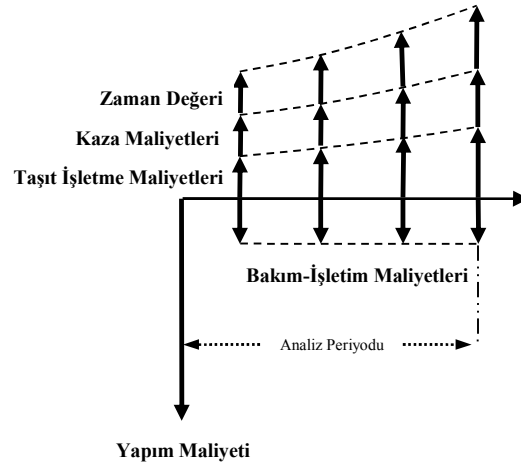 Zaman Değeri
Kaza Maliyetleri
Taşıt İşletme Maliyetleri
Bakım-İşletim Maliyetleri
Analiz Periyodu
Yapım Maliyeti